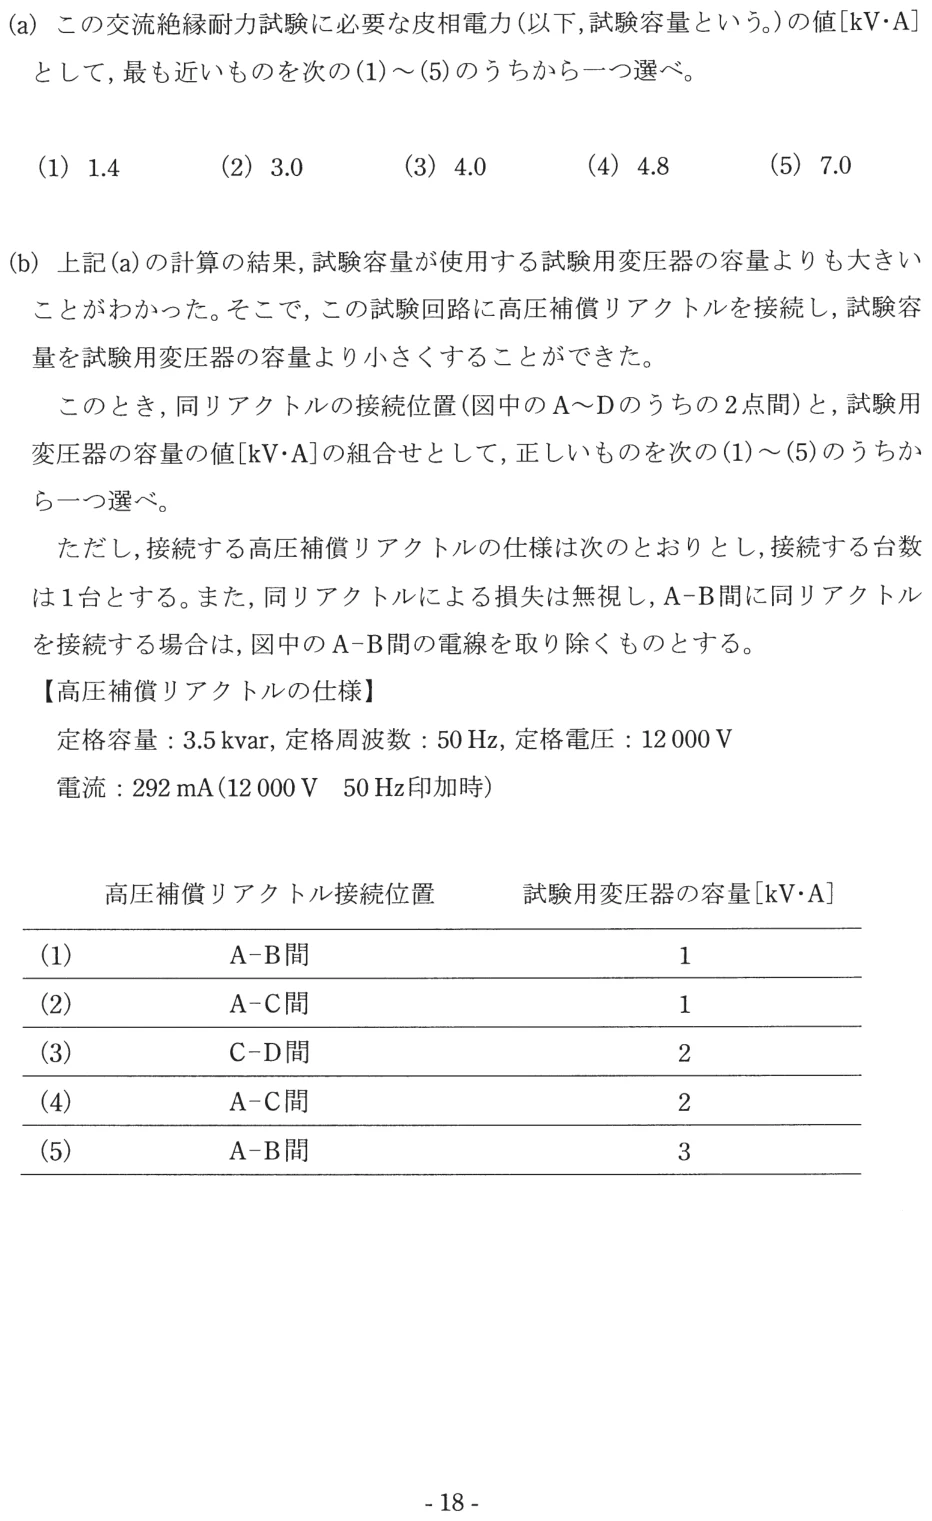 (a) この交流絶縁耐力試験に必要な皮相電力(以下,試験容量という。)の値[kV・A]
として,最も近いものを次の(1)～(5)のうちから一つ選べ。
(1) 1.4 (2) 3.0 (3) 4.0 (4) 4.8 (5) 7.0
(b) 上記(a)の計算の結果,試験容量が使用する試験用変圧器の容量よりも大きい
ことがわかった。そこで,この試験回路に高圧補償リアクトルを接続し,試験容
量を試験用変圧器の容量より小さくすることができた。
このとき,同リアクトルの接続位置(図中のA～Dのうちの2点間)と,試験用
変圧器の容量の値[kV・A]の組合せとして,正しいものを次の(1)～(5)のうちか
ら一つ選べ。
ただし,接続する高圧補償リアクトルの仕様は次のとおりとし,接続する台数
は1台とする。また,同リアクトルによる損失は無視し,A−B間に同リアクトル
を接続する場合は,図中のA−B間の電線を取り除くものとする。
【高圧補償リアクトルの仕様】
定格容量：3.5 kvar,定格周波数：50 Hz,定格電圧：12 000 V
電流：292 mA(12 000 V 50 Hz印加時)
高圧補償リアクトル接続位置 試験用変圧器の容量[kV・A]
(1) A−B間 1
(2) A−C間 1
(3) C−D間 2
(4) A−C間 2
(5) A−B間 3
- 18 -